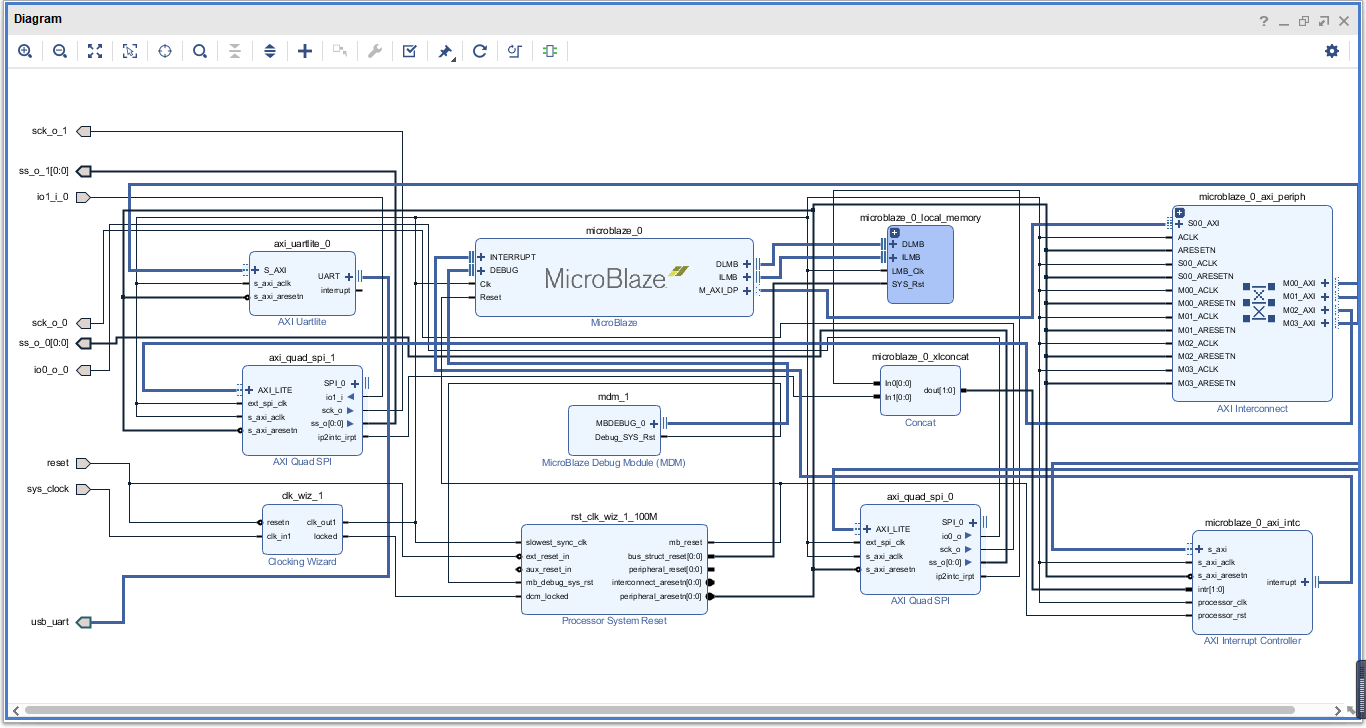 Diagram
sck_o_1
ss_o_1[0:0]
io1_i_0
sck_o_0
ss_o_0[0:0]
io0_o_0
reset
sys_clock
usb_uart
axi_uartlite_0
S_AXI
s_axi_aclk
s_axi_aresetn
UART
interrupt
AXI Uartlite
axi_quad_spi_1
AXI_LITE
ext_spi_clk
s_axi_aclk
s_axi_aresetn
SPI_0
io1_i
sck_o
ss_o[0:0]
ip2intc_irpt
AXI Quad SPI
clk_wiz_1
resetn
clk_in1
clk_out1
locked
Clocking Wizard
microblaze_0
INTERRUPT
DEBUG
Clk
Reset
MicroBlaze
DLMB
ILMB
M_AXI_DP
MicroBlaze
mdm_1
MBDEBUG_0
Debug_SYS_Rst
MicroBlaze Debug Module (MDM)
rst_clk_wiz_1_100M
slowest_sync_clk
ext_reset_in
aux_reset_in
mb_debug_sys_rst
dcm_locked
mb_reset
bus_struct_reset[0:0]
peripheral_reset[0:0]
interconnect_aresetn[0:0]
peripheral_aresetn[0:0]
Processor System Reset
microblaze_0_local_memory
DLMB
ILMB
LMB_Clk
SYS_Rst
microblaze_0_xlconcat
In0[0:0]
In1[0:0]
dout[1:0]
Concat
axi_quad_spi_0
AXI_LITE
ext_spi_clk
s_axi_aclk
s_axi_aresetn
SPI_0
io0_o
sck_o
ss_o[0:0]
ip2intc_irpt
AXI Quad SPI
microblaze_0_axi_periph
S00_AXI
ACLK
ARESETN
S00_ACLK
S00_ARESETN
M00_ACLK
M00_ARESETN
M01_ACLK
M01_ARESETN
M02_ACLK
M02_ARESETN
M03_ACLK
M03_ARESETN
M00_AXI
M01_AXI
M02_AXI
M03_AXI
AXI Interconnect
microblaze_0_axi_intc
s_axi
s_axi_aclk
s_axi_aresetn
intr[1:0]
processor_clk
processor_rst
interrupt
AXI Interrupt Controller